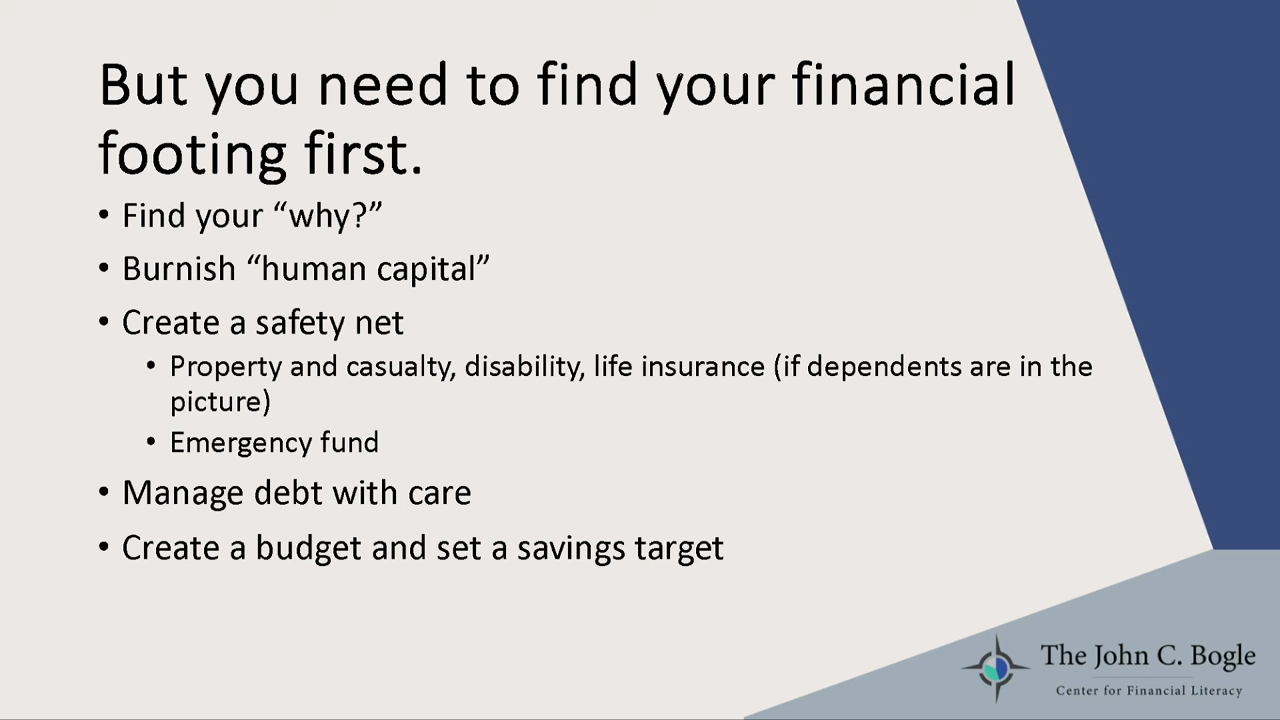 But you need to find your financial
footing first.
• Find your “why?”
• Burnish “human capital”
• Create a safety net
• Property and casualty, disability, life insurance (if dependents are in the
picture)
• Emergency fund
• Manage debt with care
• Create a budget and set a savings target
The John C. Bogle
Center for Financial Literacy